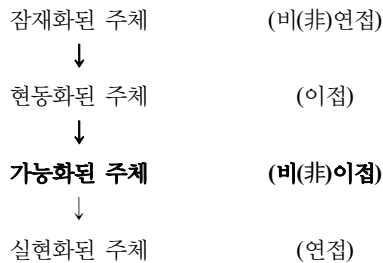 잠재화된 주체 (비(非)연접)
↓
현동화된 주체 (이접)
↓
가능화된 주체 (비(非)이접)
↓
실현화된 주체 (연접)